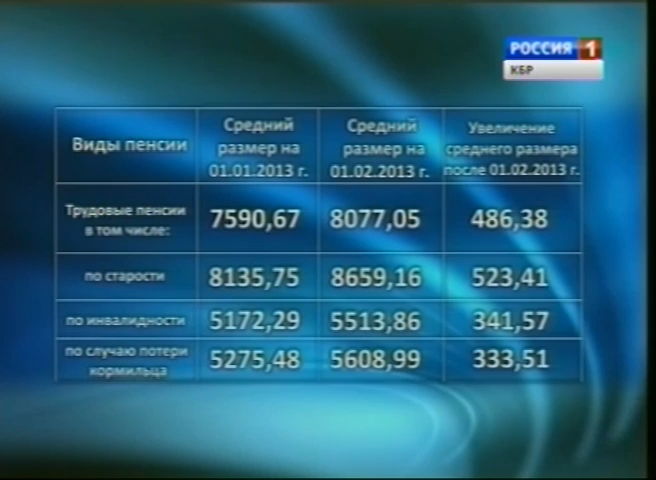 РОССИЯ 1
КБР
Виды пенсии
Средний
размер на
01.01.2013 г.
Средний
размер на
01.02.2013 г.
Увеличение
среднего размера
после 01.02.2013 г.
Трудовые пенсии
в том числе:
7590,67
8077,05
486,38
по старости
8135,75
8659,16
523,41
по инвалидности
5172,29
5513,86
341,57
по случаю потери
кормильца
5275,48
5608,99
333,51